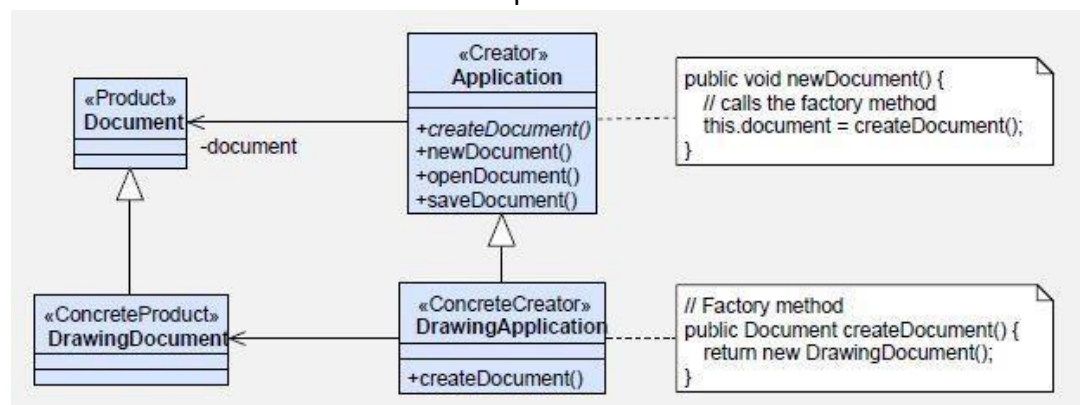 «Creator»
Application
+createDocument()
+newDocument()
+openDocument()
+saveDocument()
public void newDocument() {
// calls the factory method
this.document = createDocument();
}
«Product»
Document
-document
«ConcreteProduct»
DrawingDocument
«ConcreteCreator»
DrawingApplication
+createDocument()
// Factory method
public Document createDocument() {
return new DrawingDocument();
}